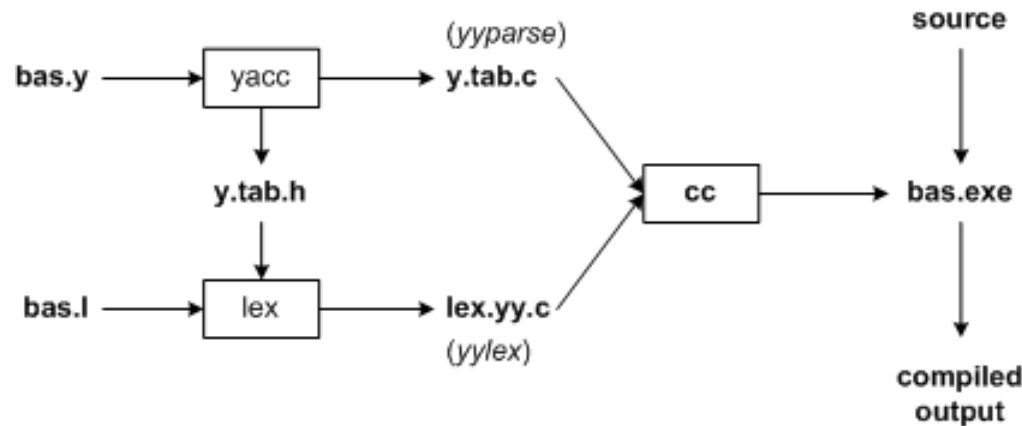 (yyparse)
source
bas.y
yacc
y.tab.c
y.tab.h
cc
bas.exe
bas.l
lex
lex.yy.c
(yylex)
compiled
output